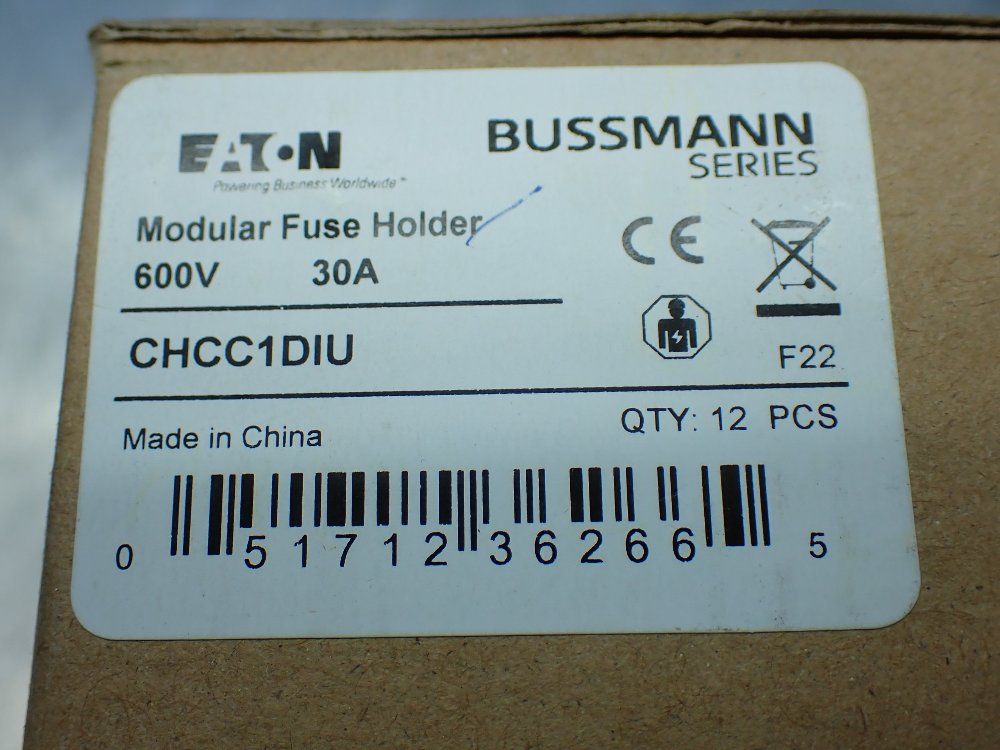 EATON
Powering Business Worldwide™
BUSSMANN
SERIES
Modular Fuse Holder
600V 30A
CE
CHCC1DIU
F22
Made in China
QTY: 12 PCS
0 51712 36266 5